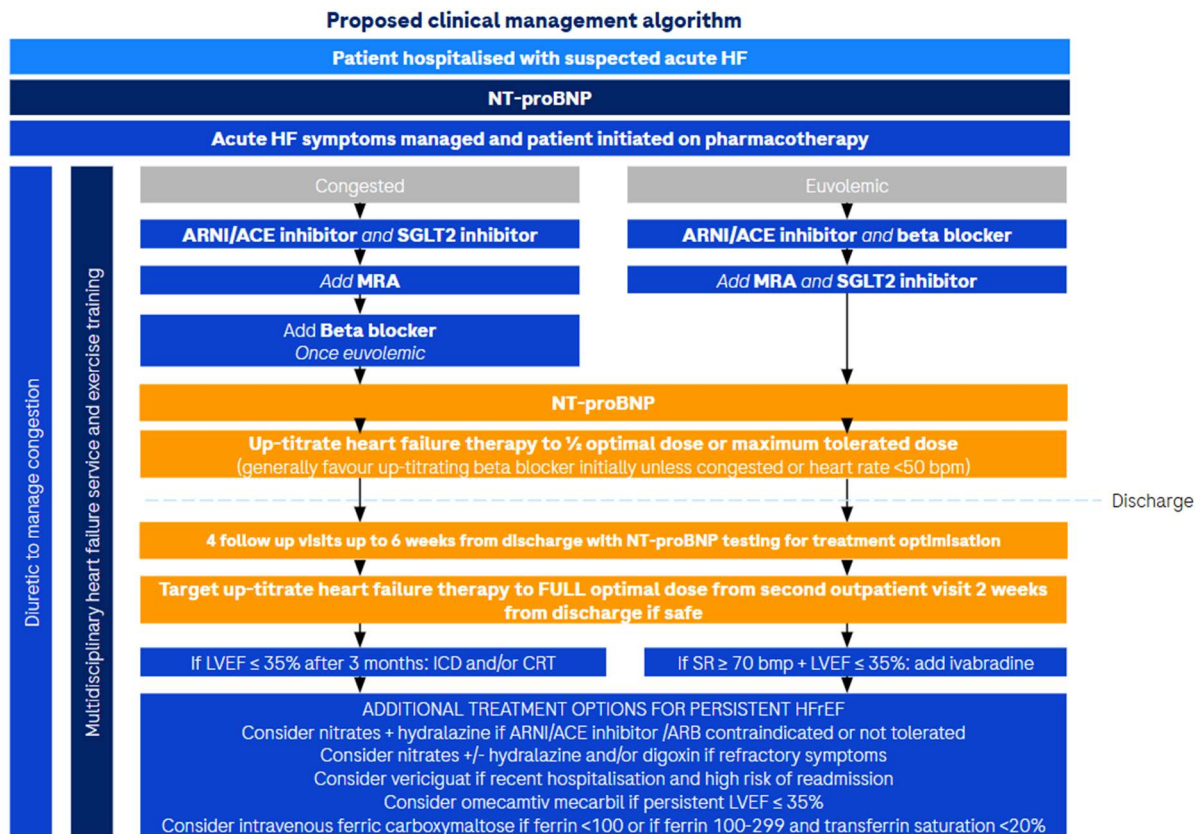 Proposed clinical management algorithm
Patient hospitalised with suspected acute HF
NT-proBNP
Acute HF symptoms managed and patient initiated on pharmacotherapy
Diuretic to manage congestion
Multidisciplinary heart failure service and exercise training
Congested
Euvolemic
ARNI/ACE inhibitor and SGLT2 inhibitor
ARNI/ACE inhibitor and beta blocker
Add MRA
Add MRA and SGLT2 inhibitor
Add Beta blocker
Once euvolemic
NT-proBNP
Up-titrate heart failure therapy to ½ optimal dose or maximum tolerated dose
(generally favour up-titrating beta blocker initially unless congested or heart rate <50 bpm)
Discharge
4 follow up visits up to 6 weeks from discharge with NT-proBNP testing for treatment optimisation
Target up-titrate heart failure therapy to FULL optimal dose from second outpatient visit 2 weeks
from discharge if safe
If LVEF ≤ 35% after 3 months: ICD and/or CRT
If SR ≥ 70 bmp + LVEF ≤ 35%: add ivabradine
ADDITIONAL TREATMENT OPTIONS FOR PERSISTENT HFrEF
Consider nitrates + hydralazine if ARNI/ACE inhibitor /ARB contraindicated or not tolerated
Consider nitrates +/- hydralazine and/or digoxin if refractory symptoms
Consider vericiguat if recent hospitalisation and high risk of readmission
Consider omecamtiv mecarbil if persistent LVEF ≤ 35%
Consider intravenous ferric carboxymaltose if ferrin <100 or if ferrin 100-299 and transferrin saturation <20%